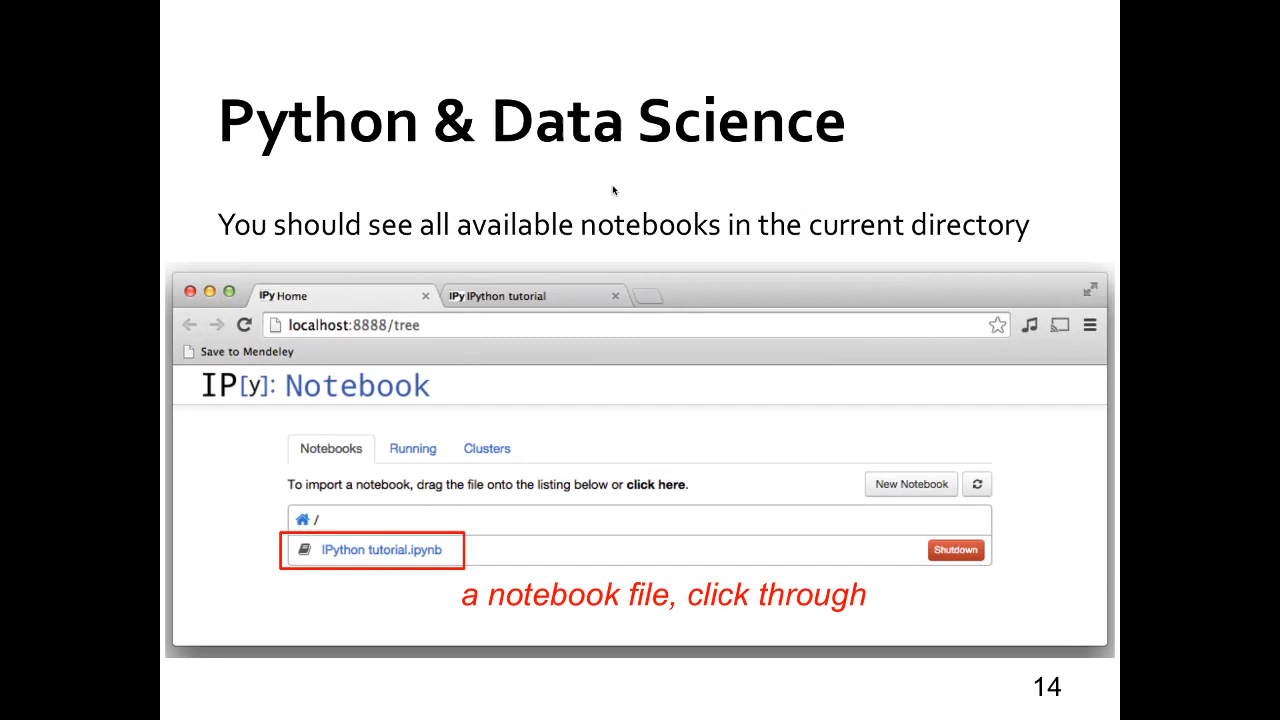 Python & Data Science
You should see all available notebooks in the current directory
IPy Home
IPy IPython tutorial
localhost:8888/tree
Save to Mendeley
IP[y]: Notebook
Notebooks Running Clusters
To import a notebook, drag the file onto the listing below or click here.
New Notebook
/
IPython tutorial.ipynb
Shutdown
a notebook file, click through
14